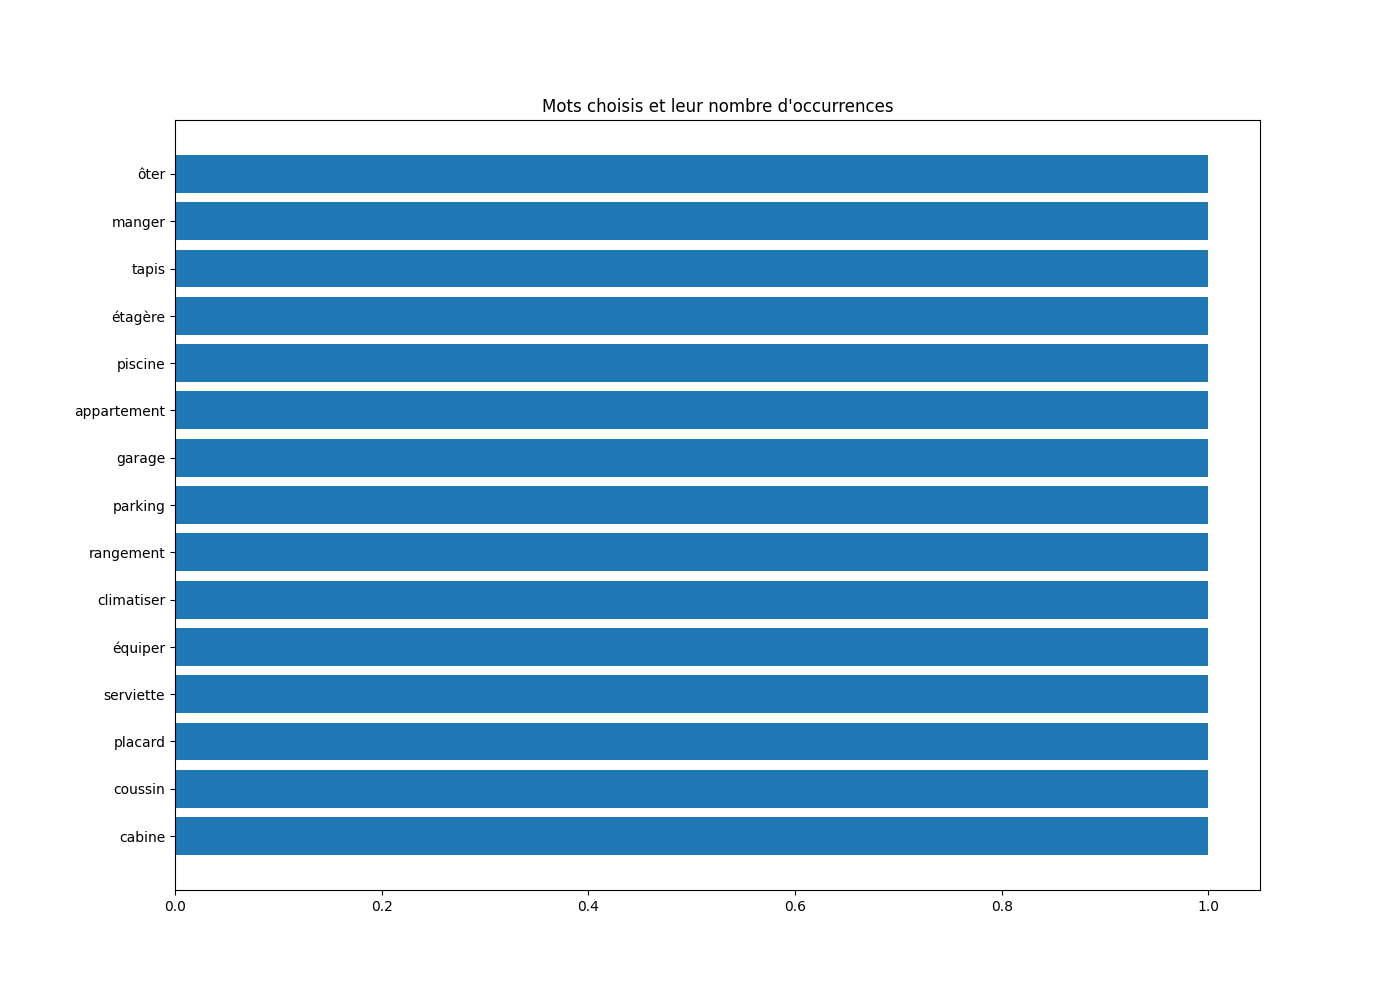 Mots choisis et leur nombre d'occurrences
ôter
manger
tapis
étagère
piscine
appartement
garage
parking
rangement
climatiser
équiper
serviette
placard
coussin
cabine
0.0 0.2 0.4 0.6 0.8 1.0